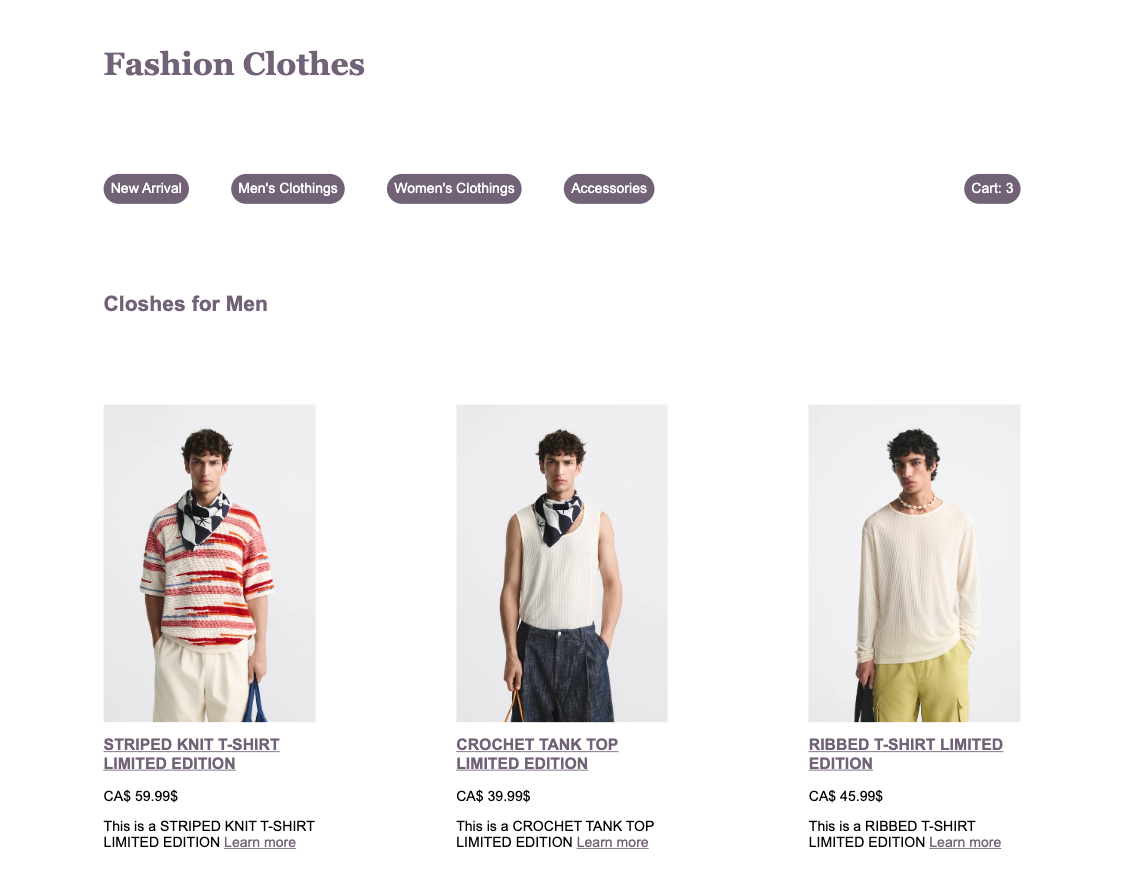 Fashion Clothes
New Arrival
Men's Clothings
Women's Clothings
Accessories
Cart: 3
Closhes for Men
STRIPED KNIT T-SHIRT
LIMITED EDITION
CA$ 59.99$
This is a STRIPED KNIT T-SHIRT
LIMITED EDITION Learn more
CROCHET TANK TOP
LIMITED EDITION
CA$ 39.99$
This is a CROCHET TANK TOP
LIMITED EDITION Learn more
RIBBED T-SHIRT LIMITED
EDITION
CA$ 45.99$
This is a RIBBED T-SHIRT
LIMITED EDITION Learn more